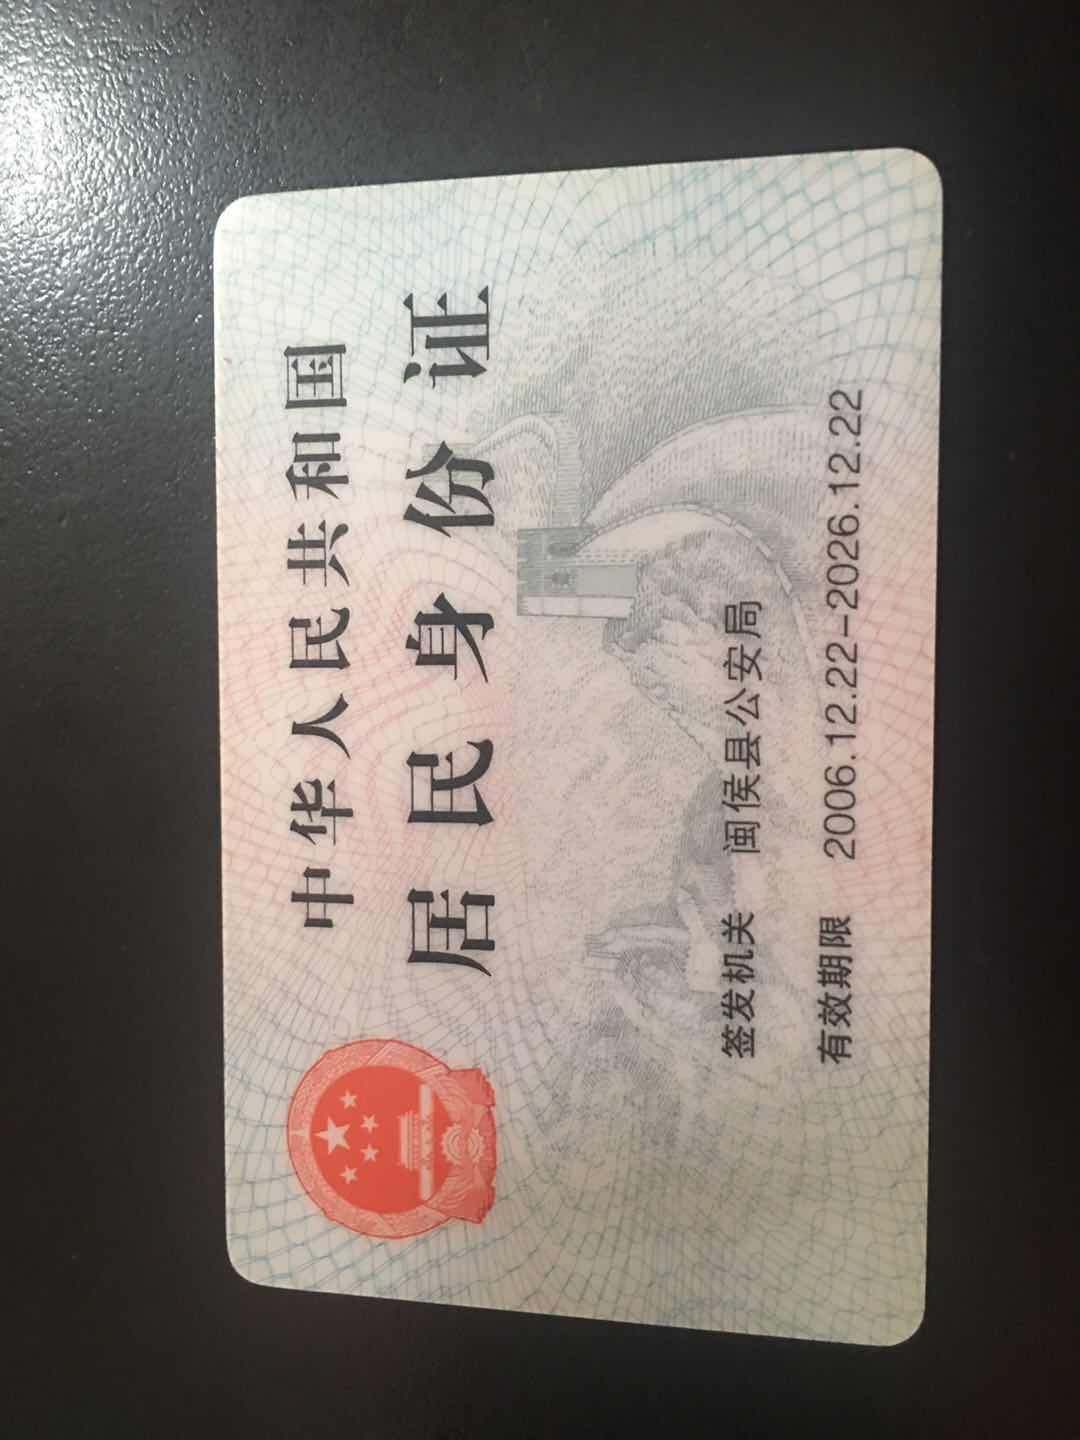 中华人民共和国
居民身份证
签发机关 闽侯县公安局
有效期限 2006.12.22-2026.12.22